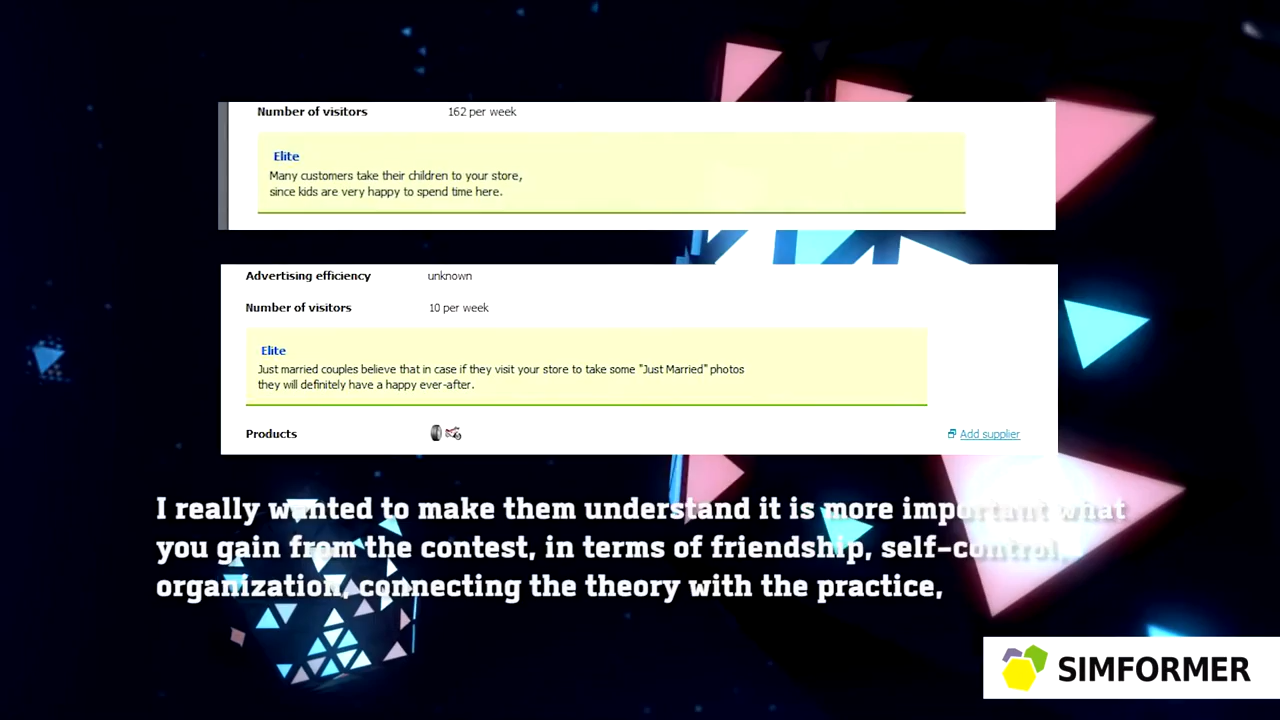 Number of visitors 162 per week
Elite
Many customers take their children to your store,
since kids are very happy to spend time here.
Advertising efficiency unknown
Number of visitors 10 per week
Elite
Just married couples believe that in case if they visit your store to take some "Just Married" photos
they will definitely have a happy ever-after.
Products Add supplier
I really wanted to make them understand it is more important what
you gain from the contest, in terms of friendship, self-control,
organization, connecting the theory with the practice,
SIMFORMER